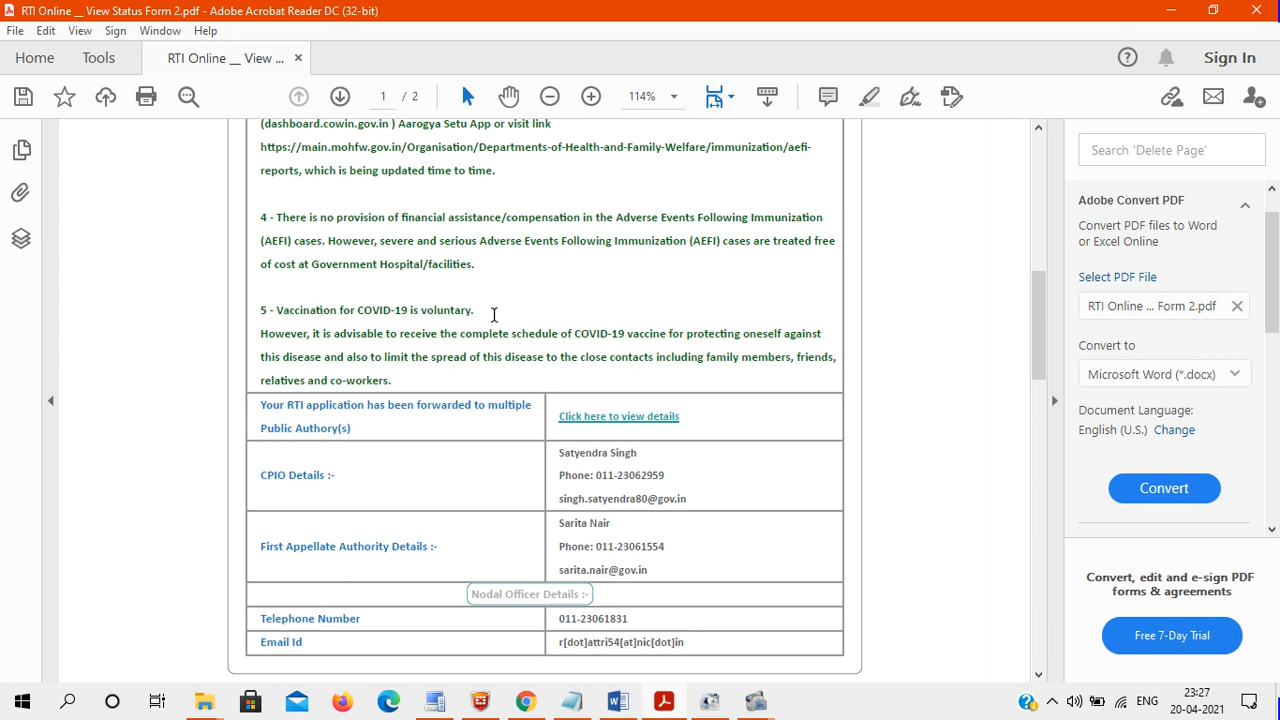 RTI Online __ View Status Form 2.pdf - Adobe Acrobat Reader DC (32-bit)
File Edit View Sign Window Help
Home Tools RTI Online __ View ... × Sign In
1 / 2 114%
(dashboard.cowin.gov.in ) Aarogya Setu App or visit link
https://main.mohfw.gov.in/Organisation/Departments-of-Health-and-Family-Welfare/immunization/aefi-
reports, which is being updated time to time.
4 - There is no provision of financial assistance/compensation in the Adverse Events Following Immunization
(AEFI) cases. However, severe and serious Adverse Events Following Immunization (AEFI) cases are treated free
of cost at Government Hospital/facilities.
5 - Vaccination for COVID-19 is voluntary.
However, it is advisable to receive the complete schedule of COVID-19 vaccine for protecting oneself against
this disease and also to limit the spread of this disease to the close contacts including family members, friends,
relatives and co-workers.
Your RTI application has been forwarded to multiple
Public Authory(s)
Click here to view details
CPIO Details :-
Satyendra Singh
Phone: 011-23062959
singh.satyendra80@gov.in
First Appellate Authority Details :-
Sarita Nair
Phone: 011-23061554
sarita.nair@gov.in
Nodal Officer Details :-
Telephone Number 011-23061831
Email Id r[dot]attri54[at]nic[dot]in
Search 'Delete Page'
Adobe Convert PDF
Convert PDF files to Word
or Excel Online
Select PDF File
RTI Online ... Form 2.pdf
Convert to
Microsoft Word (*.docx)
Document Language:
English (U.S.) Change
Convert
Convert, edit and e-sign PDF
forms & agreements
Free 7-Day Trial
ENG
23:27
20-04-2021